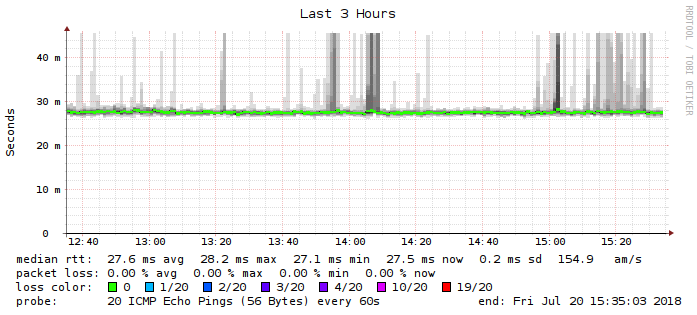 Last 3 Hours
RRDTOOL / TOBI OETIKER
Seconds
40 m
30 m
20 m
10 m
0
12:40 13:00 13:20 13:40 14:00 14:20 14:40 15:00 15:20
median rtt: 27.6 ms avg 28.2 ms max 27.1 ms min 27.5 ms now 0.2 ms sd 154.9 am/s
packet loss: 0.00 % avg 0.00 % max 0.00 % min 0.00 % now
loss color: 0 1/20 2/20 3/20 4/20 10/20 19/20
probe: 20 ICMP Echo Pings (56 Bytes) every 60s end: Fri Jul 20 15:35:03 2018